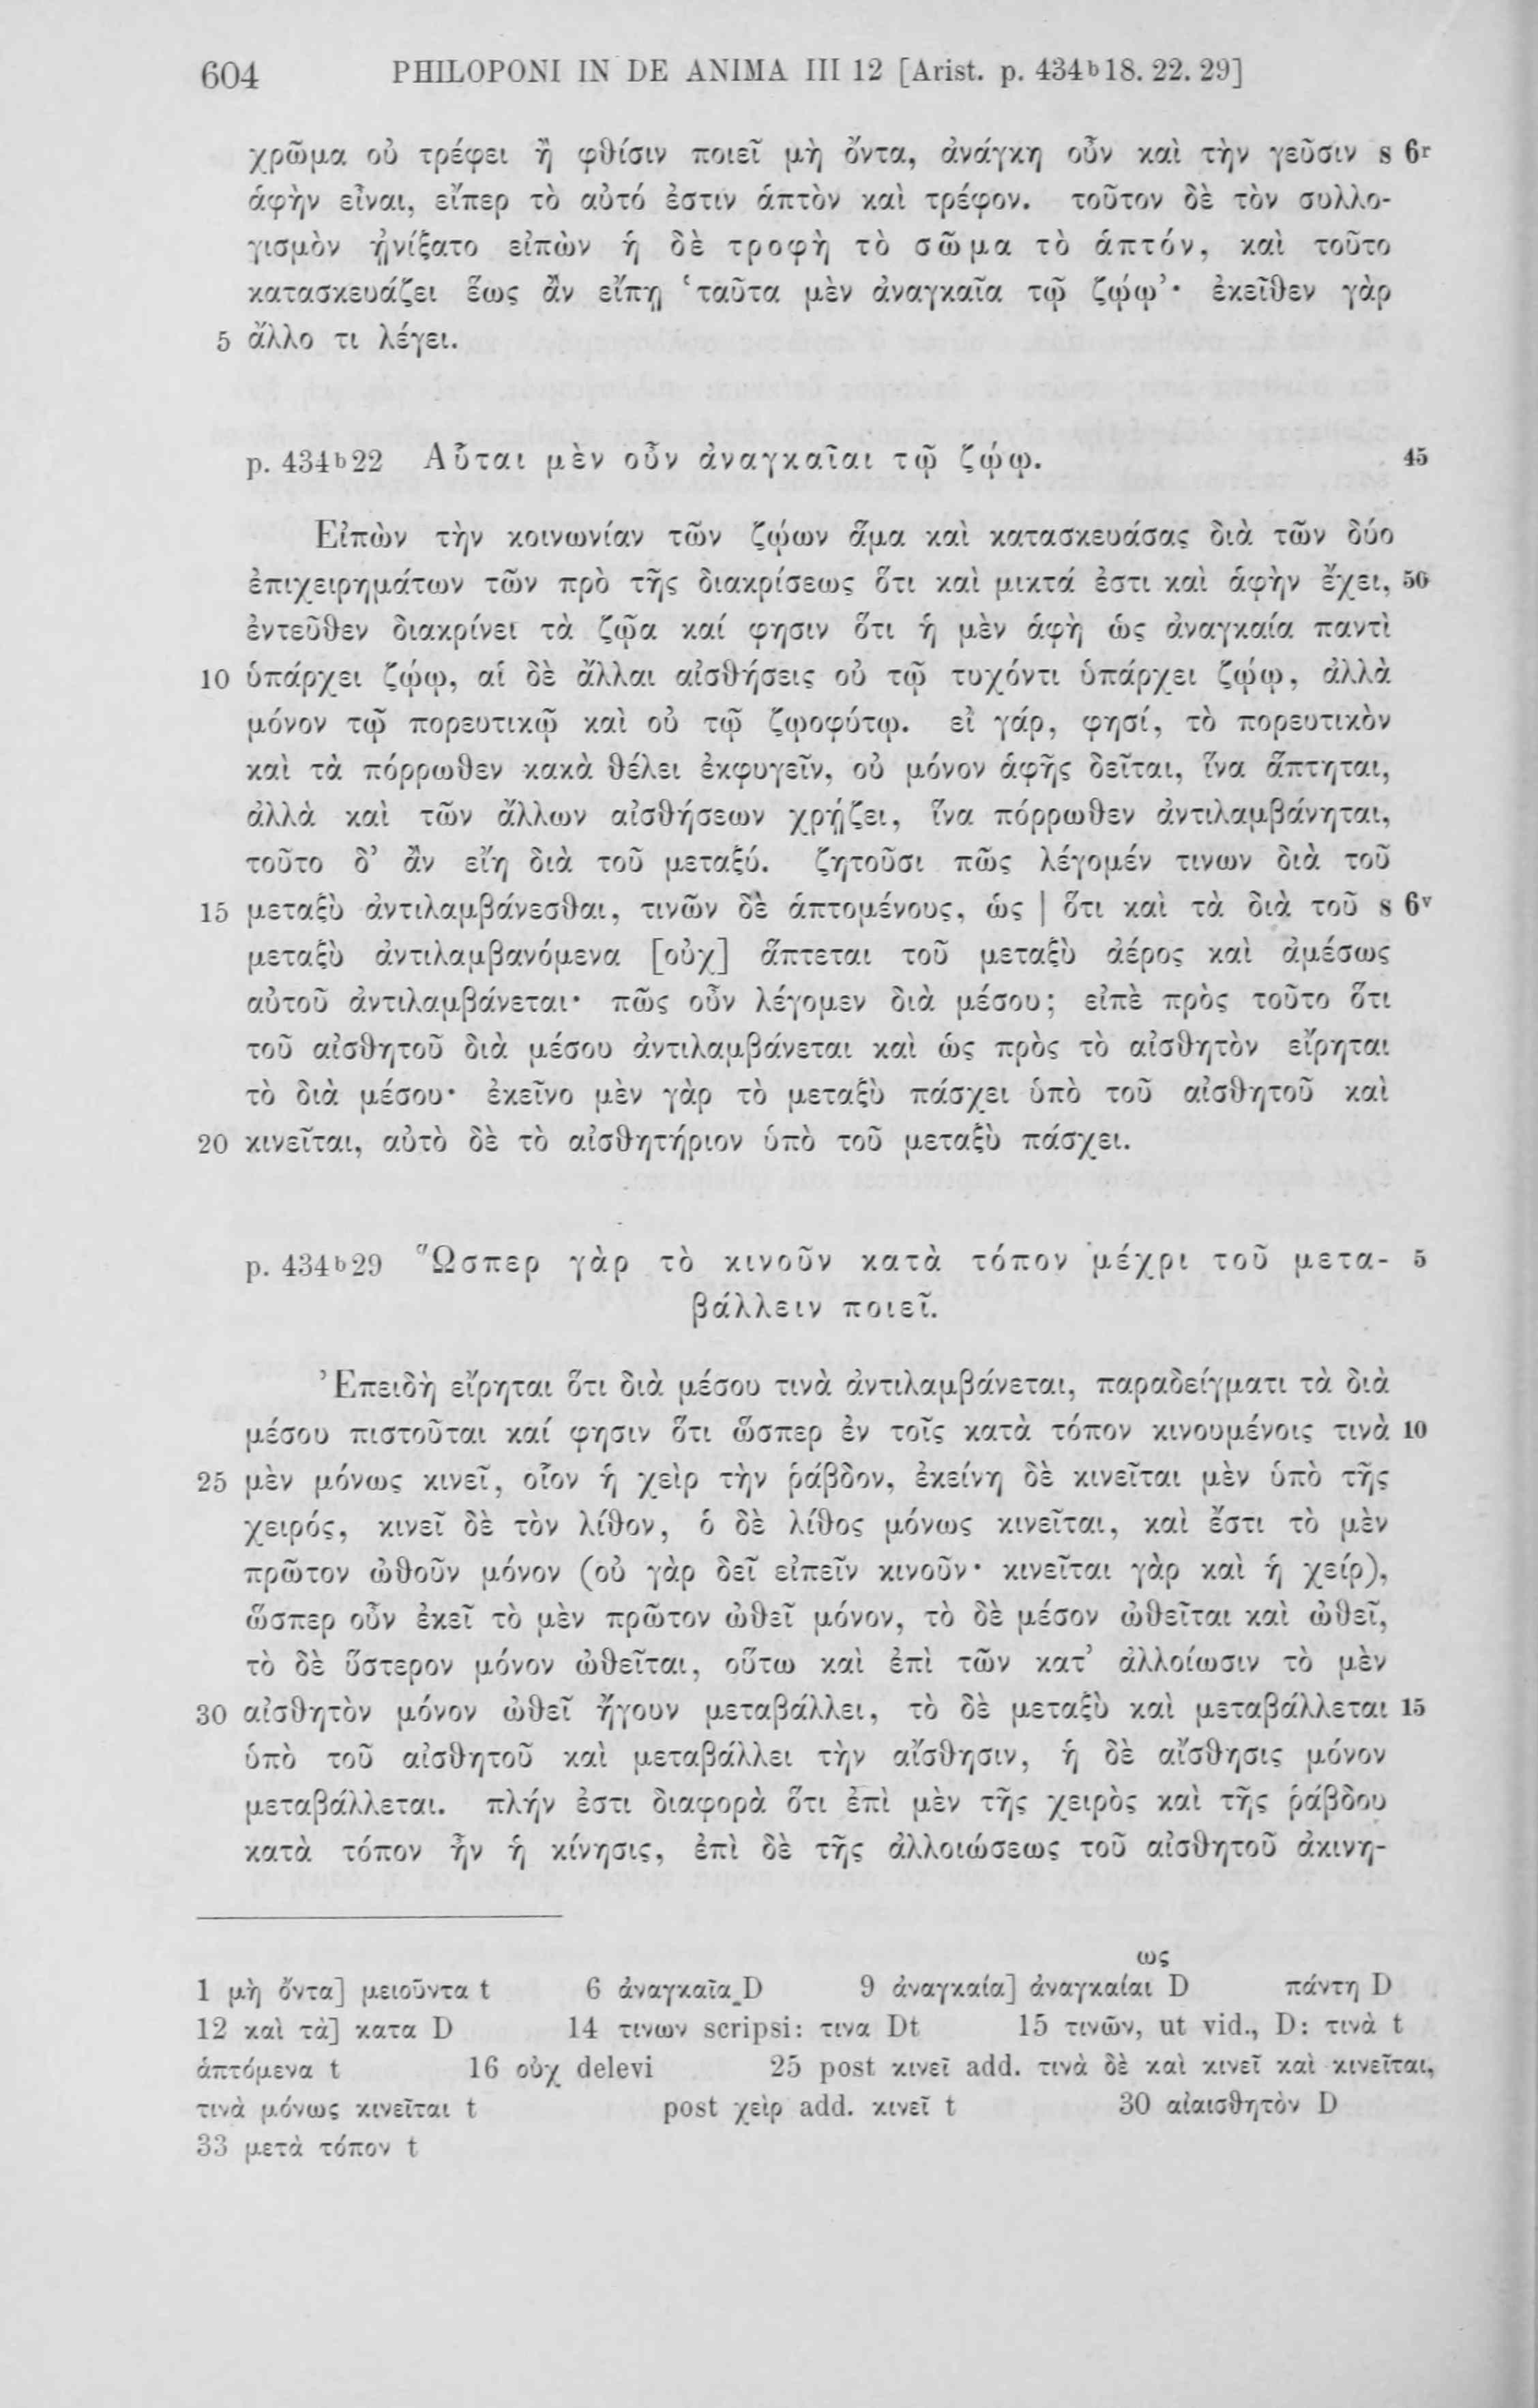 604 PHILOPONI IN DE ANIMA III 12 [Arist. p. 434b18. 22. 29]
χρῶμα οὐ τρέφει ἢ φθίσιν ποιεῖ μὴ ὄντα, ἀνάγκη οὖν καὶ τὴν γεῦσιν s 6r
ἁφὴν εἶναι, εἴπερ τὸ αὐτό ἐστιν ἁπτὸν καὶ τρέφον. τοῦτον δὲ τὸν συλλο-
γισμὸν ᾐνίξατο εἰπὼν ἡ δὲ τροφὴ τὸ σῶμα τὸ ἁπτόν, καὶ τοῦτο
κατασκευάζει ἕως ἂν εἴπῃ ‘ταῦτα μὲν ἀναγκαῖα τῷ ζῴῳ’· ἐκεῖθεν γὰρ
5 ἄλλο τι λέγει.
p. 434b22 Αὗται μὲν οὖν ἀναγκαῖαι τῷ ζῴῳ. 45
Εἰπὼν τὴν κοινωνίαν τῶν ζῴων ἅμα καὶ κατασκευάσας διὰ τῶν δύο
ἐπιχειρημάτων τῶν πρὸ τῆς διακρίσεως ὅτι καὶ μικτά ἐστι καὶ ἁφὴν ἔχει, 50
ἐντεῦθεν διακρίνει τὰ ζῷα καί φησιν ὅτι ἡ μὲν ἁφὴ ὡς ἀναγκαία παντὶ
10 ὑπάρχει ζῴῳ, αἱ δὲ ἄλλαι αἰσθήσεις οὐ τῷ τυχόντι ὑπάρχει ζῴῳ, ἀλλὰ
μόνον τῷ πορευτικῷ καὶ οὐ τῷ ζῳοφύτῳ. εἰ γάρ, φησί, τὸ πορευτικὸν
καὶ τὰ πόρρωθεν κακὰ θέλει ἐκφυγεῖν, οὐ μόνον ἁφῆς δεῖται, ἵνα ἅπτηται,
ἀλλὰ καὶ τῶν ἄλλων αἰσθήσεων χρῄζει, ἵνα πόρρωθεν ἀντιλαμβάνηται,
τοῦτο δ’ ἂν εἴη διὰ τοῦ μεταξύ. ζητοῦσι πῶς λέγομέν τινων διὰ τοῦ
15 μεταξὺ ἀντιλαμβάνεσθαι, τινῶν δὲ ἁπτομένους, ὡς | ὅτι καὶ τὰ διὰ τοῦ s 6v
μεταξὺ ἀντιλαμβανόμενα [οὐχ] ἅπτεται τοῦ μεταξὺ ἀέρος καὶ ἀμέσως
αὐτοῦ ἀντιλαμβάνεται· πῶς οὖν λέγομεν διὰ μέσου; εἰπὲ πρὸς τοῦτο ὅτι
τοῦ αἰσθητοῦ διὰ μέσου ἀντιλαμβάνεται καὶ ὡς πρὸς τὸ αἰσθητὸν εἴρηται
τὸ διὰ μέσου· ἐκεῖνο μὲν γὰρ τὸ μεταξὺ πάσχει ὑπὸ τοῦ αἰσθητοῦ καὶ
20 κινεῖται, αὐτὸ δὲ τὸ αἰσθητήριον ὑπὸ τοῦ μεταξὺ πάσχει.
p. 434b29 Ὥσπερ γὰρ τὸ κινοῦν κατὰ τόπον μέχρι τοῦ μετα- 5
βάλλειν ποιεῖ.
Ἐπειδὴ εἴρηται ὅτι διὰ μέσου τινὰ ἀντιλαμβάνεται, παραδείγματι τὰ διὰ
μέσου πιστοῦται καί φησιν ὅτι ὥσπερ ἐν τοῖς κατὰ τόπον κινουμένοις τινὰ 10
25 μὲν μόνως κινεῖ, οἷον ἡ χεὶρ τὴν ῥάβδον, ἐκείνη δὲ κινεῖται μὲν ὑπὸ τῆς
χειρός, κινεῖ δὲ τὸν λίθον, ὁ δὲ λίθος μόνως κινεῖται, καὶ ἔστι τὸ μὲν
πρῶτον ὠθοῦν μόνον (οὐ γὰρ δεῖ εἰπεῖν κινοῦν· κινεῖται γὰρ καὶ ἡ χείρ),
ὥσπερ οὖν ἐκεῖ τὸ μὲν πρῶτον ὠθεῖ μόνον, τὸ δὲ μέσον ὠθεῖται καὶ ὠθεῖ,
τὸ δὲ ὕστερον μόνον ὠθεῖται, οὕτω καὶ ἐπὶ τῶν κατ’ ἀλλοίωσιν τὸ μὲν
30 αἰσθητὸν μόνον ὠθεῖ ἤγουν μεταβάλλει, τὸ δὲ μεταξὺ καὶ μεταβάλλεται 15
ὑπὸ τοῦ αἰσθητοῦ καὶ μεταβάλλει τὴν αἴσθησιν, ἡ δὲ αἴσθησις μόνον
μεταβάλλεται. πλήν ἐστι διαφορὰ ὅτι ἐπὶ μὲν τῆς χειρὸς καὶ τῆς ῥάβδου
κατὰ τόπον ἦν ἡ κίνησις, ἐπὶ δὲ τῆς ἀλλοιώσεως τοῦ αἰσθητοῦ ἀκινη-
ως
1 μὴ ὄντα] μειοῦντα t 6 ἀναγκαῖα D 9 ἀναγκαία] ἀναγκαίαι D πάντη D
12 καὶ τὰ] κατα D 14 τινων scripsi: τινα Dt 15 τινῶν, ut vid., D: τινὰ t
ἁπτόμενα t 16 οὐχ delevi 25 post κινεῖ add. τινὰ δὲ καὶ κινεῖ καὶ κινεῖται,
τινὰ μόνως κινεῖται t post χεὶρ add. κινεῖ t 30 αἰαισθητὸν D
33 μετὰ τόπον t